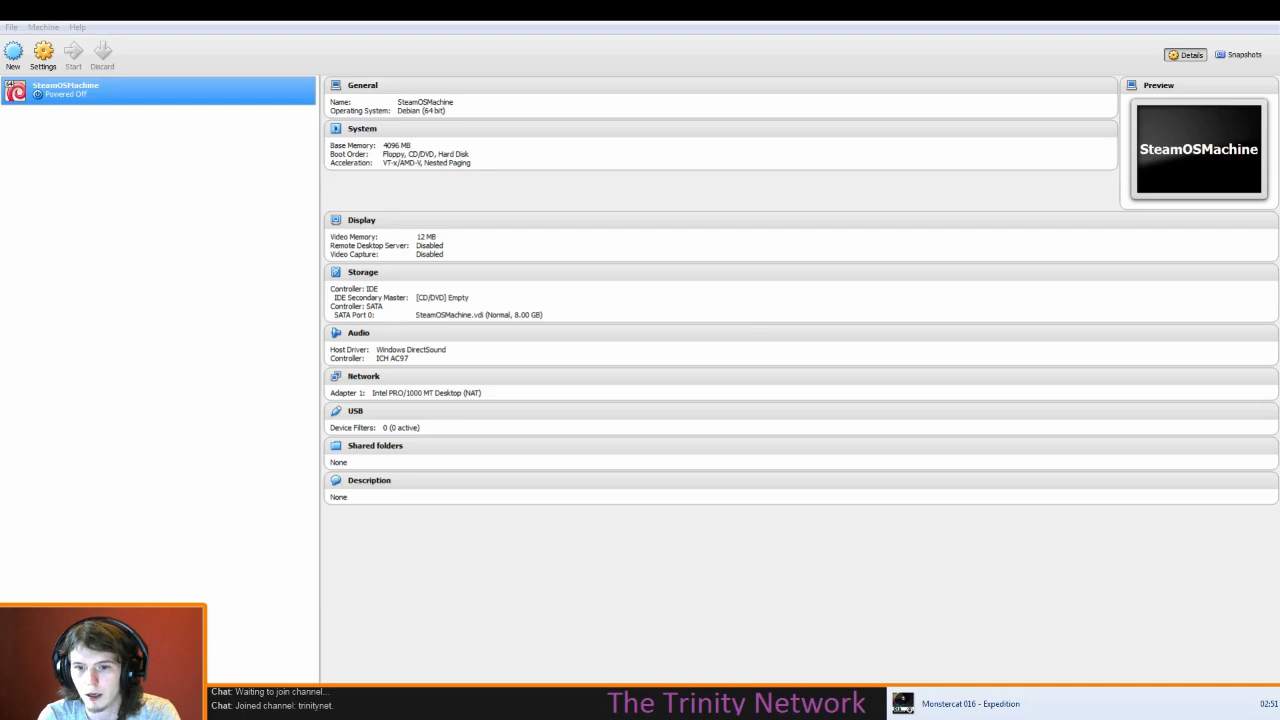 File Machine Help
New Settings Start Discard
Details Snapshots
64
SteamOSMachine
Powered Off
General
Name: SteamOSMachine
Operating System: Debian (64 bit)
System
Base Memory: 4096 MB
Boot Order: Floppy, CD/DVD, Hard Disk
Acceleration: VT-x/AMD-V, Nested Paging
Preview
SteamOSMachine
Display
Video Memory: 12 MB
Remote Desktop Server: Disabled
Video Capture: Disabled
Storage
Controller: IDE
IDE Secondary Master: [CD/DVD] Empty
Controller: SATA
SATA Port 0: SteamOSMachine.vdi (Normal, 8.00 GB)
Audio
Host Driver: Windows DirectSound
Controller: ICH AC97
Network
Adapter 1: Intel PRO/1000 MT Desktop (NAT)
USB
Device Filters: 0 (0 active)
Shared folders
None
Description
None
Chat: Waiting to join channel...
Chat: Joined channel: trinitynet.
The Trinity Network
Monstercat 016 - Expedition
02:51